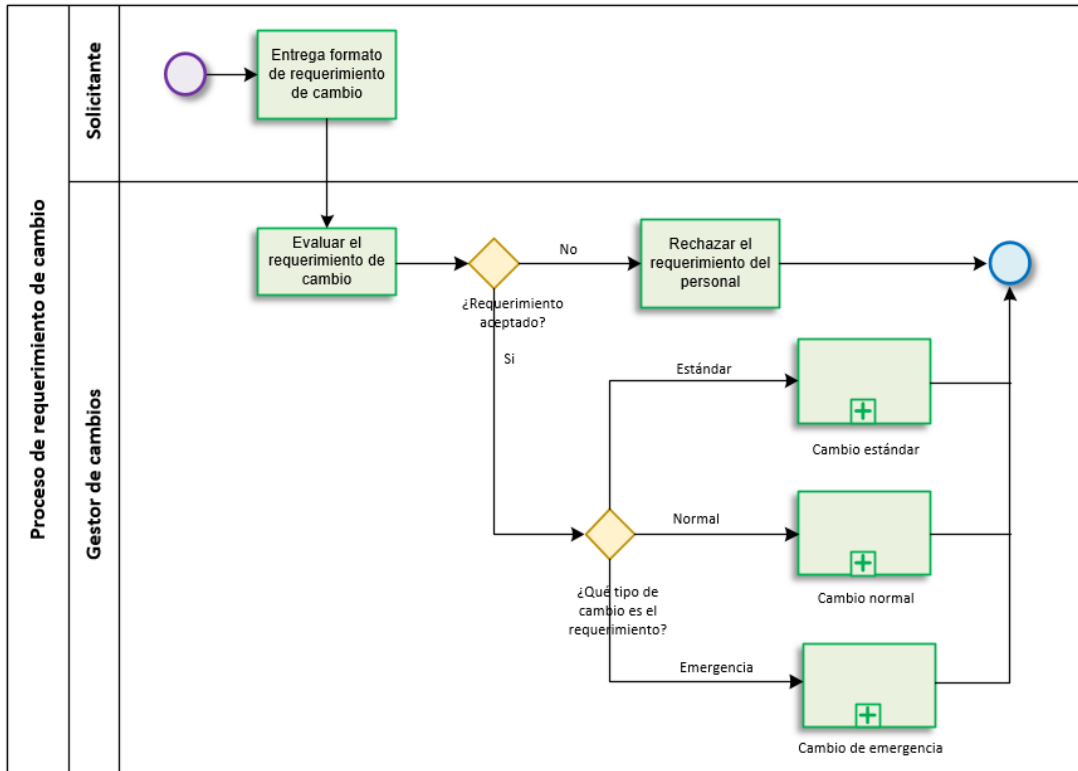 Proceso de requerimiento de cambio
Solicitante
Entrega formato
de requerimiento
de cambio
Gestor de cambios
Evaluar el
requerimiento de
cambio
¿Requerimiento
aceptado?
No
Rechazar el
requerimiento del
personal
Si
Estándar
Cambio estándar
Normal
Cambio normal
¿Qué tipo de
cambio es el
requerimiento?
Emergencia
Cambio de emergencia